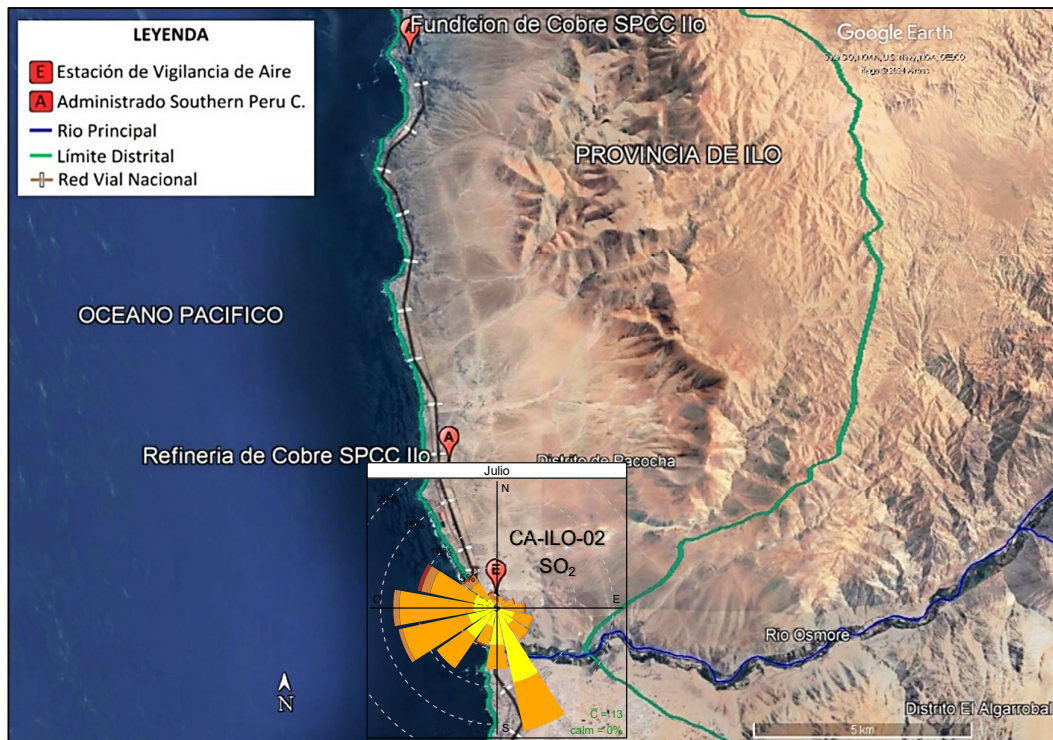 LEYENDA
E Estación de Vigilancia de Aire
A Administrado Southern Peru C.
Rio Principal
Límite Distrital
Red Vial Nacional
Fundicion de Cobre SPCC Ilo
Google Earth
PROVINCIA DE ILO
OCEANO PACIFICO
A
Refineria de Cobre SPCC Ilo
Distrito de Pacocha
Julio
N
CA-ILO-02
SO₂
E
5%
O
E
S
C = 13
calm = 0%
Rio Osmore
Distrito El Algarrobal
N
5 km